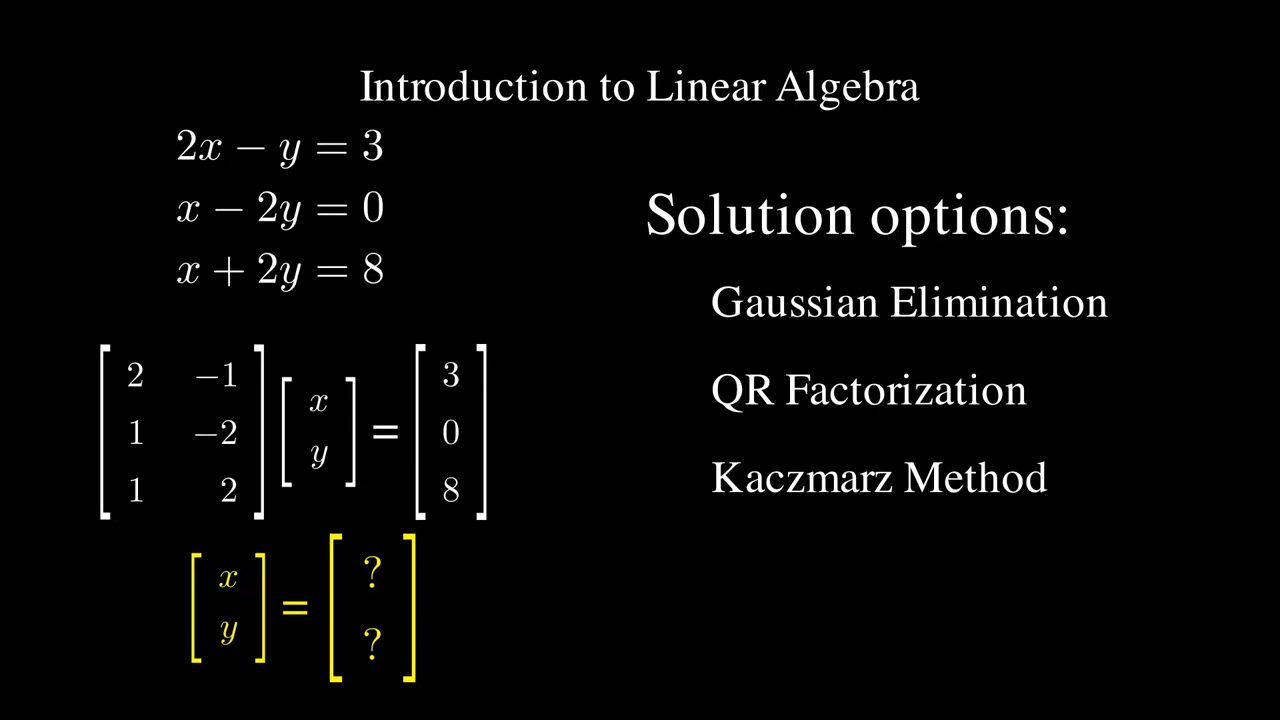 Introduction to Linear Algebra
2x − y = 3
x − 2y = 0
x + 2y = 8
Solution options:
Gaussian Elimination
QR Factorization
Kaczmarz Method
2 −1 x 3
1 −2 y = 0
1 2 8
x ?
y = ?